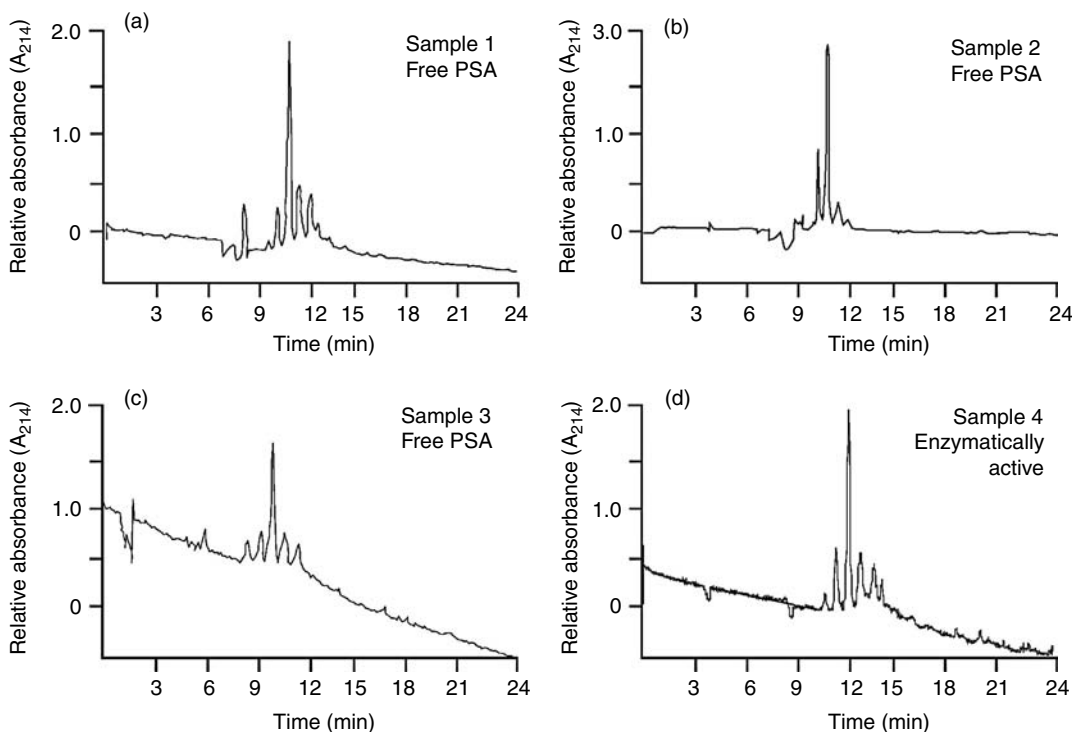 (a)
Sample 1
Free PSA
Relative absorbance (A214)
2.0
1.0
0
3 6 9 12 15 18 21 24
Time (min)
(b)
Sample 2
Free PSA
Relative absorbance (A214)
3.0
1.0
0
3 6 9 12 15 18 21 24
Time (min)
(c)
Sample 3
Free PSA
Relative absorbance (A214)
2.0
1.0
0
3 6 9 12 15 18 21 24
Time (min)
(d)
Sample 4
Enzymatically
active
Relative absorbance (A214)
2.0
1.0
0
3 6 9 12 15 18 21 24
Time (min)